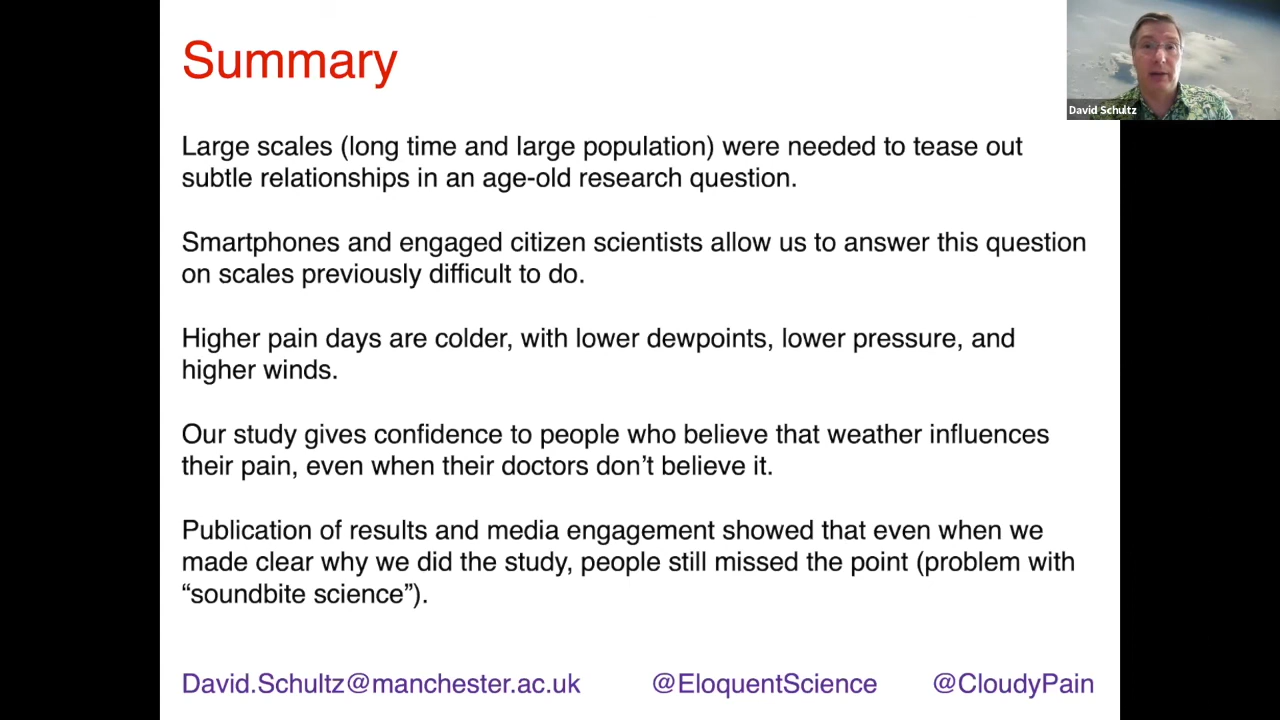 Summary
David Schultz
Large scales (long time and large population) were needed to tease out
subtle relationships in an age-old research question.
Smartphones and engaged citizen scientists allow us to answer this question
on scales previously difficult to do.
Higher pain days are colder, with lower dewpoints, lower pressure, and
higher winds.
Our study gives confidence to people who believe that weather influences
their pain, even when their doctors don’t believe it.
Publication of results and media engagement showed that even when we
made clear why we did the study, people still missed the point (problem with
“soundbite science”).
David.Schultz@manchester.ac.uk @EloquentScience @CloudyPain